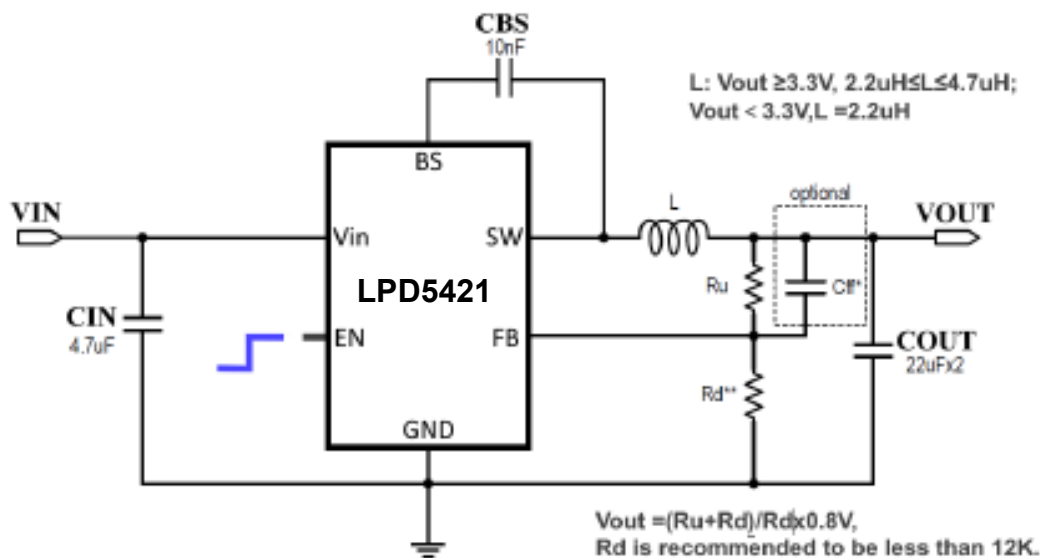 CBS
10nF
L: Vout ≥3.3V, 2.2uH≤L≤4.7uH;
Vout < 3.3V,L =2.2uH
BS
optional
VIN
L
VOUT
Vin
SW
LPD5421
Ru
Cff*
CIN
4.7uF
EN
FB
COUT
22uFx2
Rd**
GND
Vout =(Ru+Rd)/Rdx0.8V,
Rd is recommended to be less than 12K.